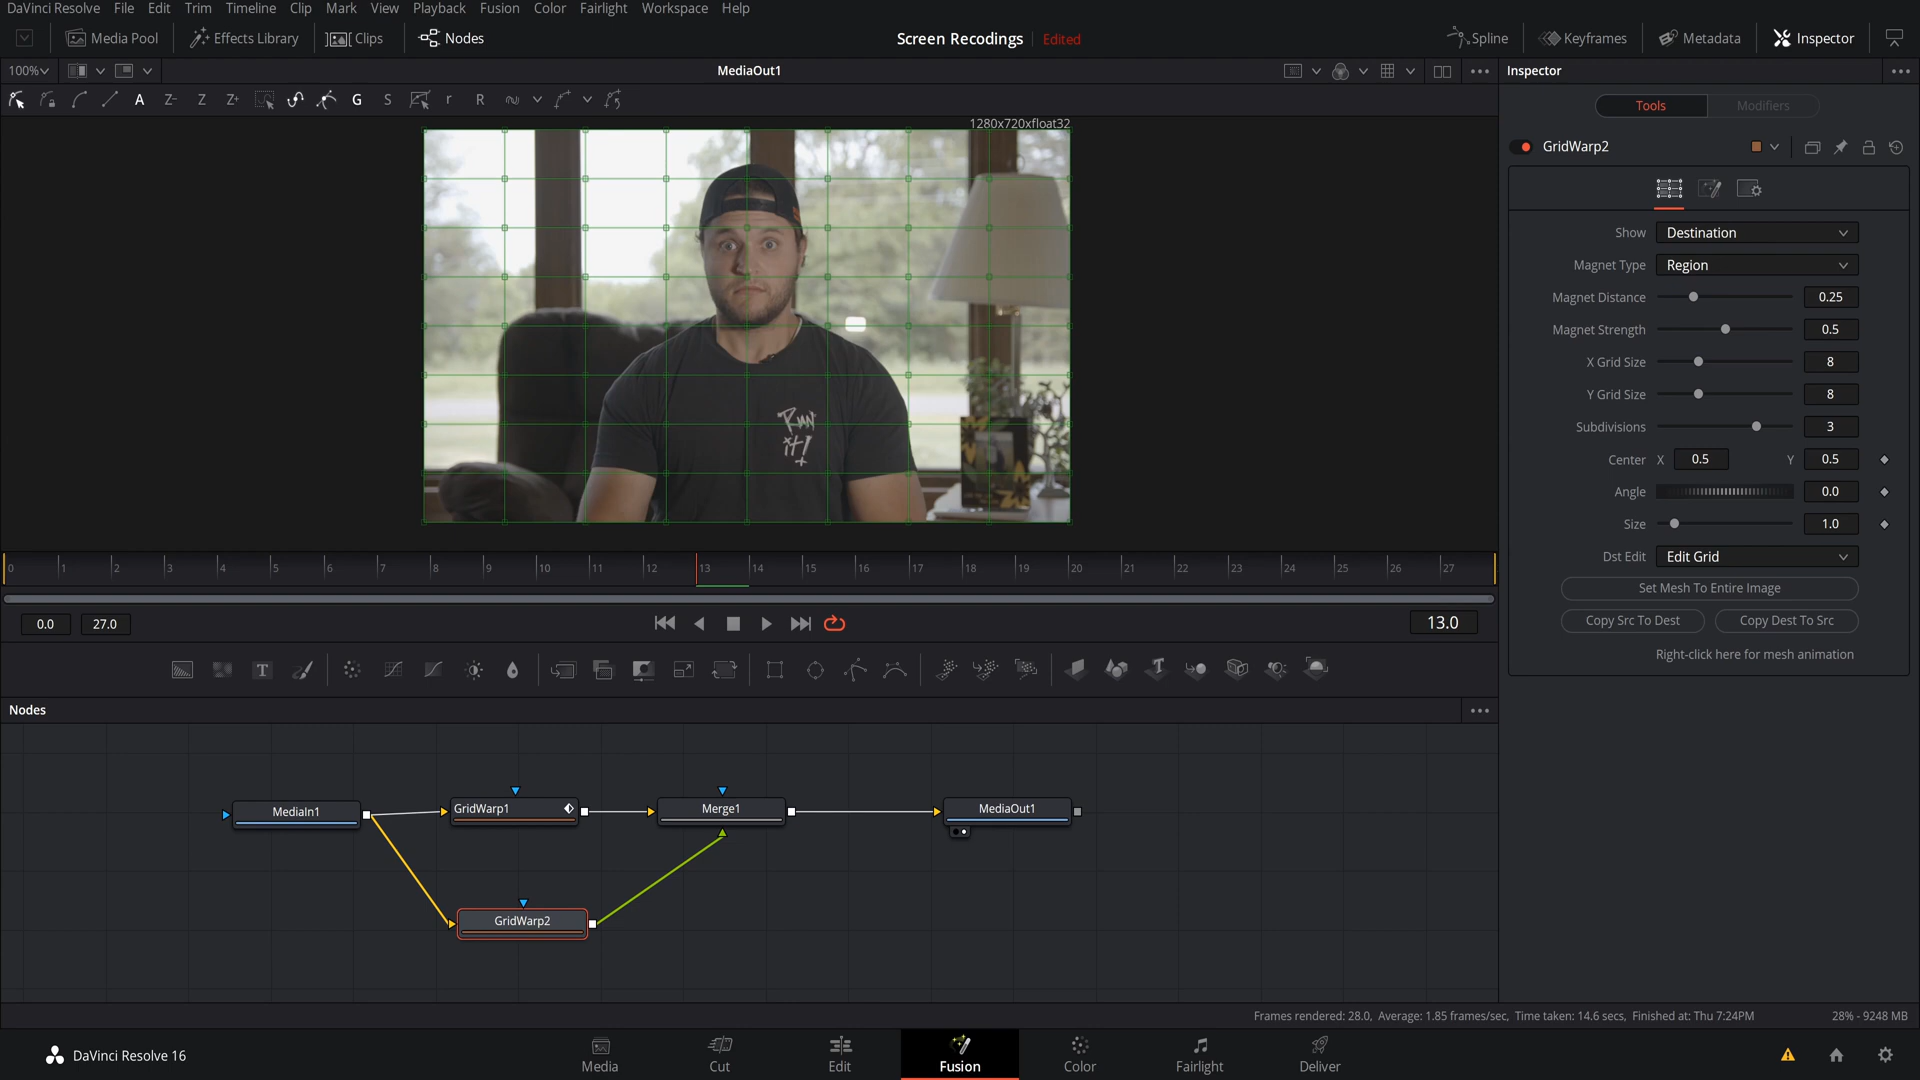 DaVinci Resolve File Edit Trim Timeline Clip Mark View Playback Fusion Color Fairlight Workspace Help
Media Pool Effects Library Clips Nodes Screen Recodings Edited Spline Keyframes Metadata Inspector
100% MediaOut1 Inspector
A Z- Z Z+ G S r R
Tools Modifiers
1280x720xfloat32
GridWarp2
Run it!
Show Destination
Magnet Type Region
Magnet Distance 0.25
Magnet Strength 0.5
X Grid Size 8
Y Grid Size 8
Subdivisions 3
Center X 0.5 Y 0.5
Angle 0.0
Size 1.0
Dst Edit Edit Grid
Set Mesh To Entire Image
Copy Src To Dest Copy Dest To Src
Right-click here for mesh animation
0 1 2 3 4 5 6 7 8 9 10 11 12 13 14 15 16 17 18 19 20 21 22 23 24 25 26 27
0.0 27.0 13.0
T
Nodes
MediaIn1 GridWarp1 Merge1 MediaOut1
GridWarp2
Frames rendered: 28.0, Average: 1.85 frames/sec, Time taken: 14.6 secs, Finished at: Thu 7:24PM 28% - 9248 MB
DaVinci Resolve 16 Media Cut Edit Fusion Color Fairlight Deliver